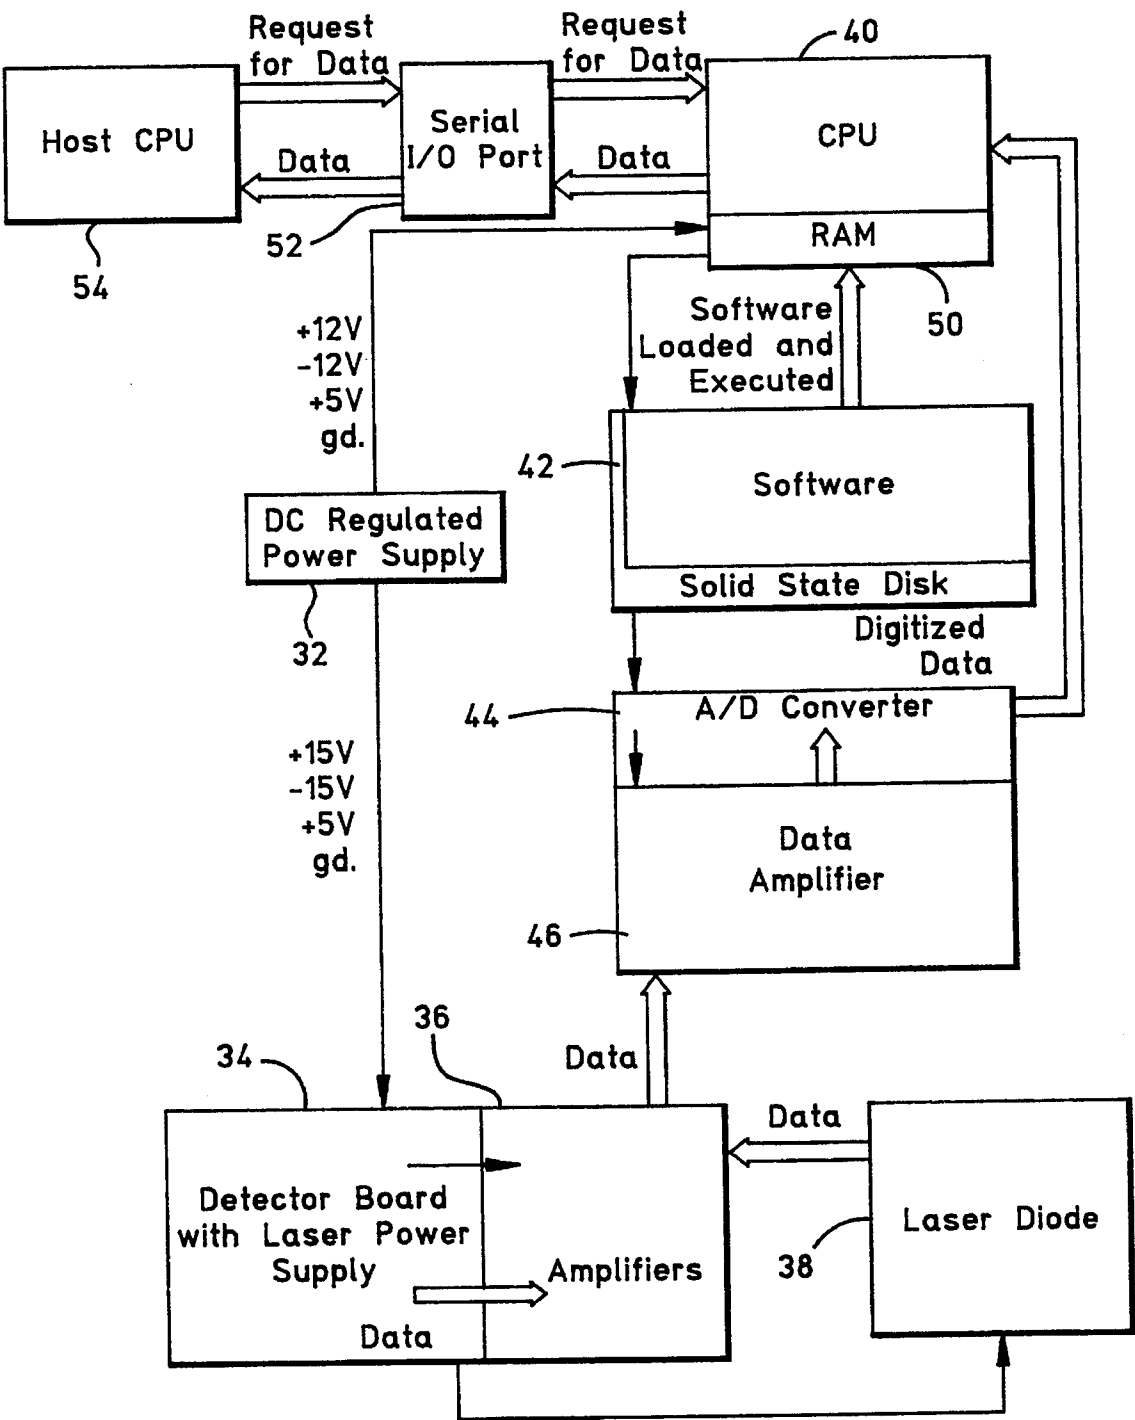 Request
for Data
Request
for Data
40
Host CPU
Serial
I/O Port
CPU
Data
Data
52
RAM
54
50
+12V
-12V
+5V
gd.
Software
Loaded and
Executed
42
Software
DC Regulated
Power Supply
Solid State Disk
32
Digitized
Data
44
A/D Converter
+15V
-15V
+5V
gd.
Data
Amplifier
46
36
34
Data
Data
Detector Board
with Laser Power
Supply
Amplifiers
Data
38
Laser Diode